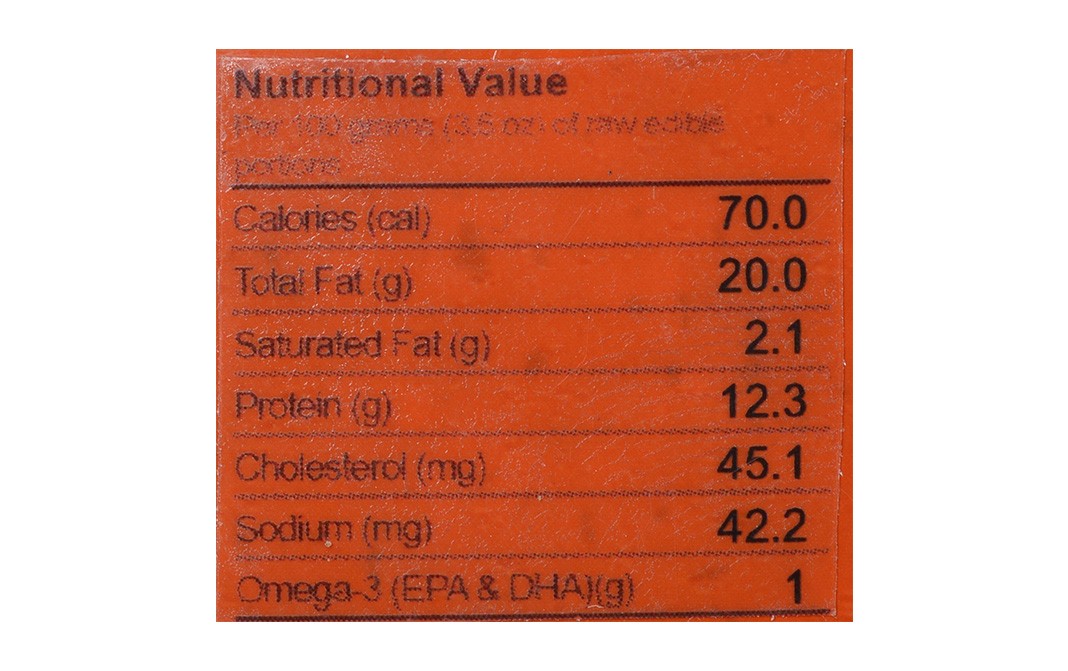 Nutritional Value
Per 100 grams (3.5 oz) of raw edible
portions
Calories (cal) 70.0
Total Fat (g) 20.0
Saturated Fat (g) 2.1
Protein (g) 12.3
Cholesterol (mg) 45.1
Sodium (mg) 42.2
Omega-3 (EPA & DHA)(g) 1